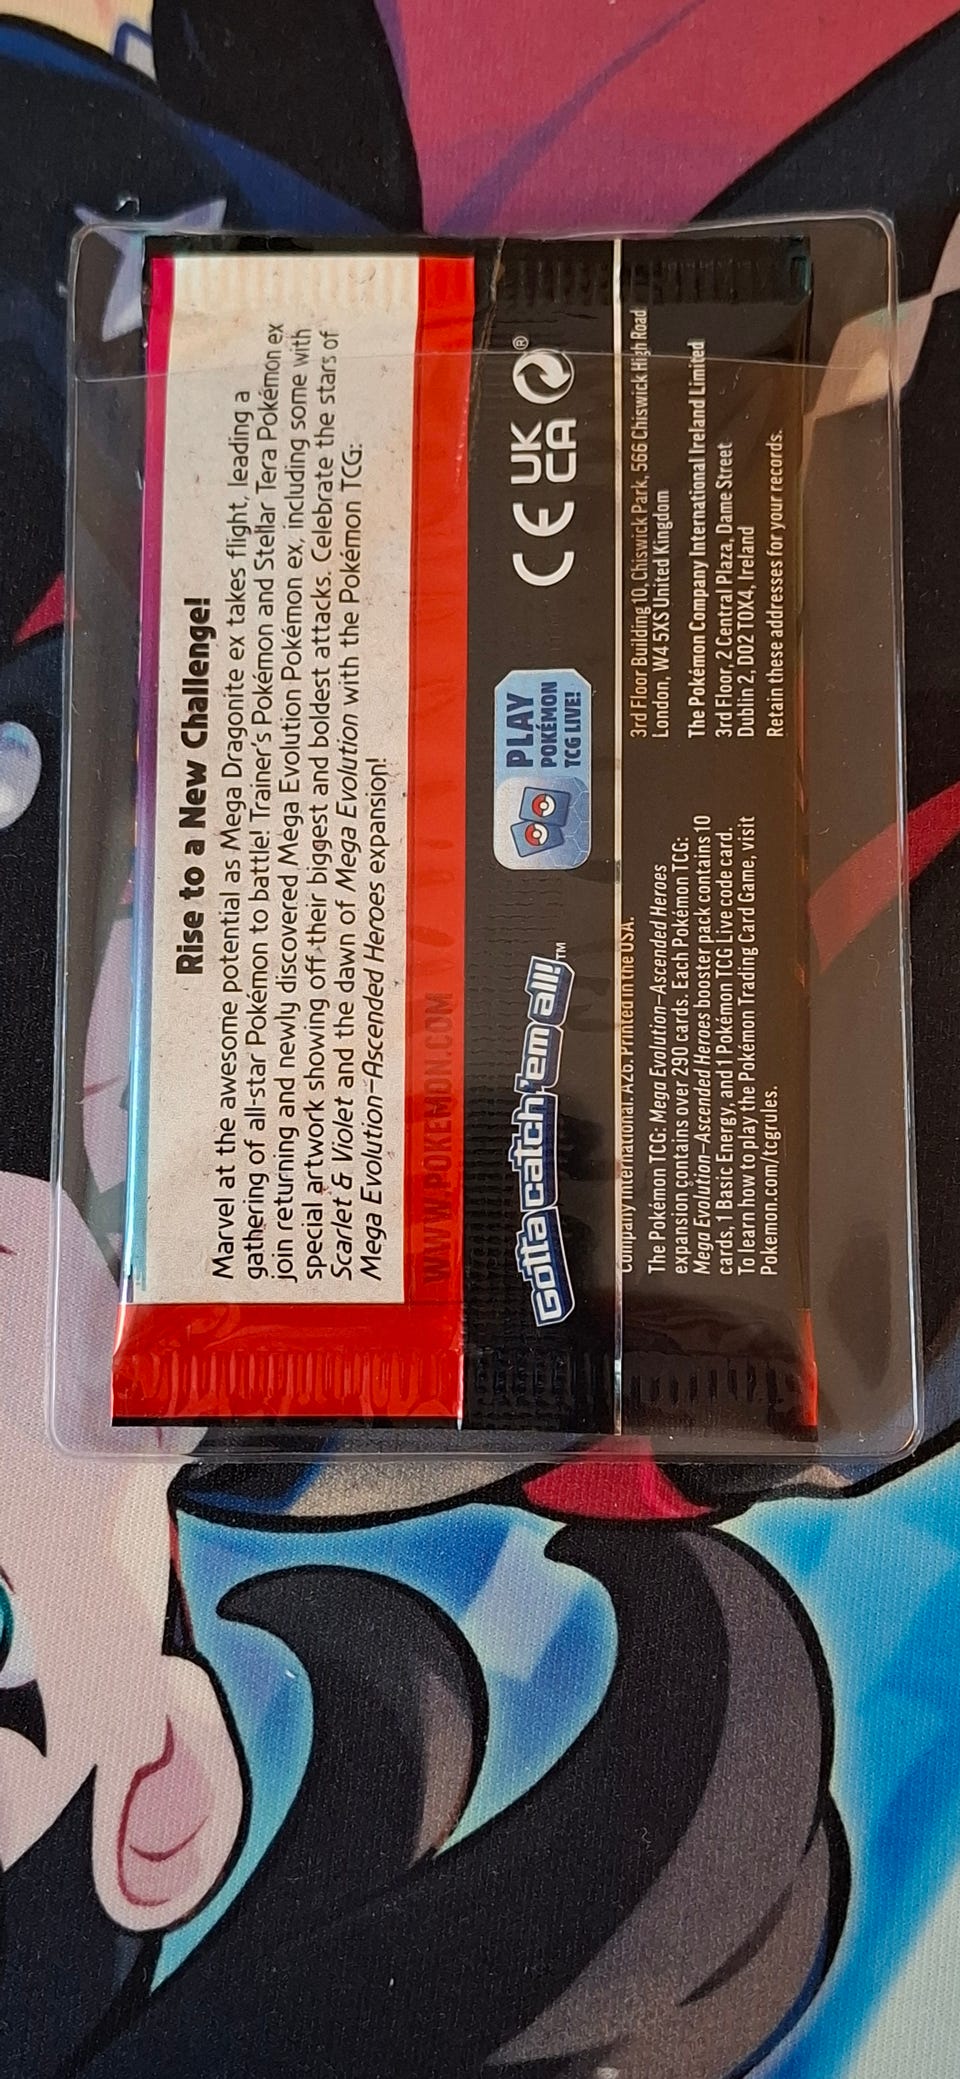 Rise to a New Challenge!
Marvel at the awesome potential as Mega Dragonite ex takes flight, leading a
gathering of all-star Pokémon to battle! Trainer's Pokémon and Stellar Tera Pokémon ex
join returning and newly discovered Mega Evolution Pokémon ex, including some with
special artwork showing off their biggest and boldest attacks. Celebrate the stars of
Scarlet & Violet and the dawn of Mega Evolution with the Pokémon TCG:
Mega Evolution—Ascended Heroes expansion!
WWW.POKEMON.COM
Gotta catch 'em all!™
PLAY
POKÉMON
TCG LIVE!
CE
UK
CA
®
Company International. A26. Printed in the USA.
The Pokémon TCG: Mega Evolution—Ascended Heroes
expansion contains over 290 cards. Each Pokémon TCG:
Mega Evolution—Ascended Heroes booster pack contains 10
cards, 1 Basic Energy, and 1 Pokémon TCG Live code card.
To learn how to play the Pokémon Trading Card Game, visit
Pokemon.com/tcgrules.
3rd Floor Building 10, Chiswick Park, 566 Chiswick High Road
London, W4 5XS United Kingdom
The Pokémon Company International Ireland Limited
3rd Floor, 2 Central Plaza, Dame Street
Dublin 2, D02 T0X4, Ireland
Retain these addresses for your records.